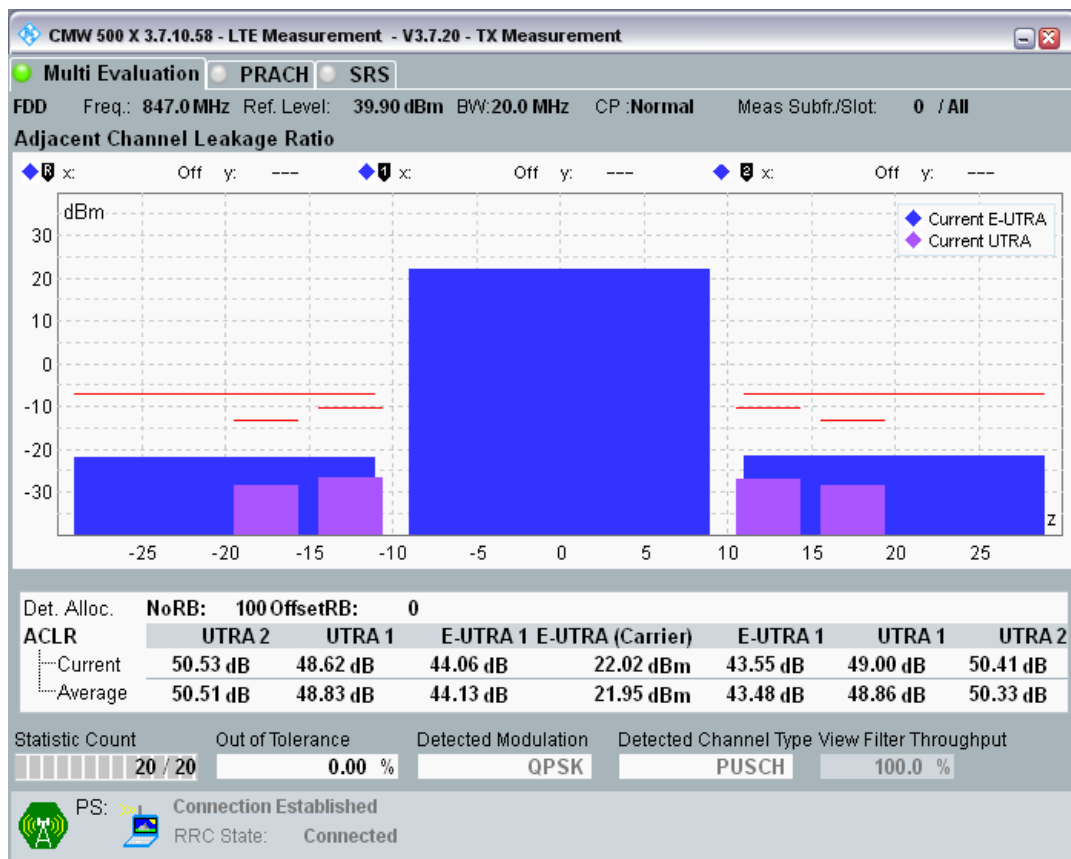 CMW 500 X 3.7.10.58 - LTE Measurement - V3.7.20 - TX Measurement
Multi Evaluation PRACH SRS
FDD Freq.: 847.0 MHz Ref. Level: 39.90 dBm BW:20.0 MHz CP :Normal Meas Subfr./Slot: 0 / All
Adjacent Channel Leakage Ratio
R x: Off y: --- 1 x: Off y: --- 2 x: Off y: ---
dBm
Current E-UTRA
Current UTRA
30
20
10
0
-10
-20
-30
z
-25 -20 -15 -10 -5 0 5 10 15 20 25
Det. Alloc. NoRB: 100 OffsetRB: 0
ACLR UTRA 2 UTRA 1 E-UTRA 1 E-UTRA (Carrier) E-UTRA 1 UTRA 1 UTRA 2
Current 50.53 dB 48.62 dB 44.06 dB 22.02 dBm 43.55 dB 49.00 dB 50.41 dB
Average 50.51 dB 48.83 dB 44.13 dB 21.95 dBm 43.48 dB 48.86 dB 50.33 dB
Statistic Count Out of Tolerance Detected Modulation Detected Channel Type View Filter Throughput
20 / 20 0.00 % QPSK PUSCH 100.0 %
PS: Connection Established
RRC State: Connected